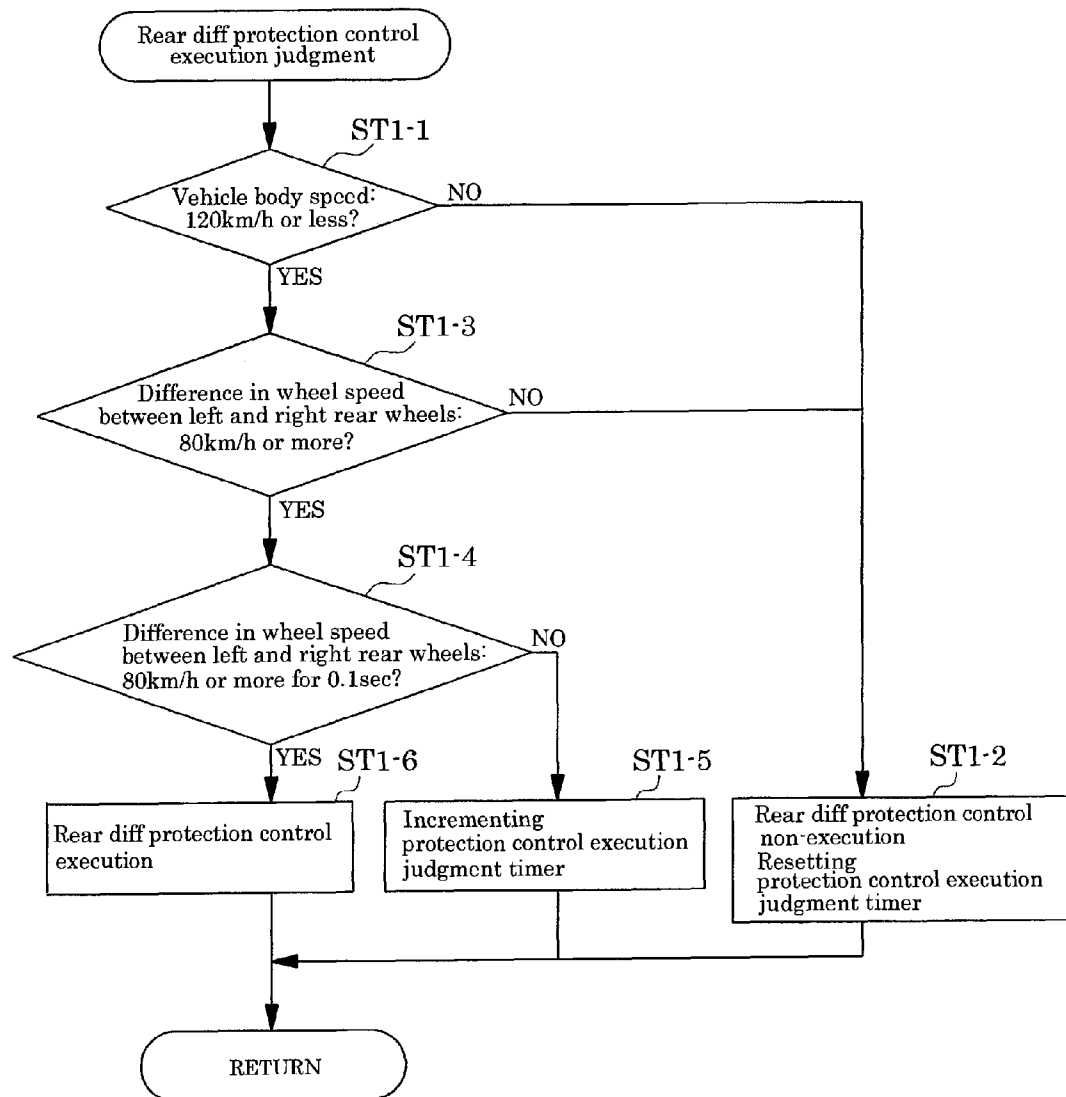 Rear diff protection control
execution judgment
ST1-1
Vehicle body speed:
120km/h or less?
NO
YES
ST1-3
Difference in wheel speed
between left and right rear wheels:
80km/h or more?
NO
YES
ST1-4
Difference in wheel speed
between left and right rear wheels:
80km/h or more for 0.1sec?
NO
YES
ST1-6
Rear diff protection control
execution
ST1-5
Incrementing
protection control execution
judgment timer
ST1-2
Rear diff protection control
non-execution
Resetting
protection control execution
judgment timer
RETURN